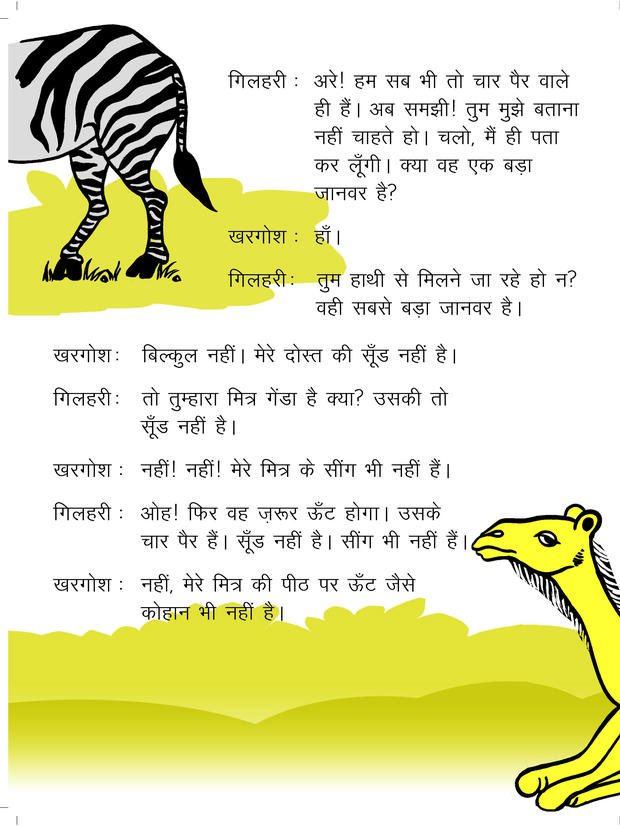 गिलहरी : अरे! हम सब भी तो चार पैर वाले
ही हैं। अब समझी! तुम मुझे बताना
नहीं चाहते हो। चलो, मैं ही पता
कर लूँगी। क्या वह एक बड़ा
जानवर है?
खरगोश : हाँ।
गिलहरी : तुम हाथी से मिलने जा रहे हो न?
वही सबसे बड़ा जानवर है।
खरगोश : बिल्कुल नहीं। मेरे दोस्त की सूँड नहीं है।
गिलहरी : तो तुम्हारा मित्र गेंडा है क्या? उसकी तो
सूँड नहीं है।
खरगोश : नहीं! नहीं! मेरे मित्र के सींग भी नहीं हैं।
गिलहरी : ओह! फिर वह ज़रूर ऊँट होगा। उसके
चार पैर हैं। सूँड नहीं है। सींग भी नहीं हैं।
खरगोश : नहीं, मेरे मित्र की पीठ पर ऊँट जैसे
कोहान भी नहीं है।